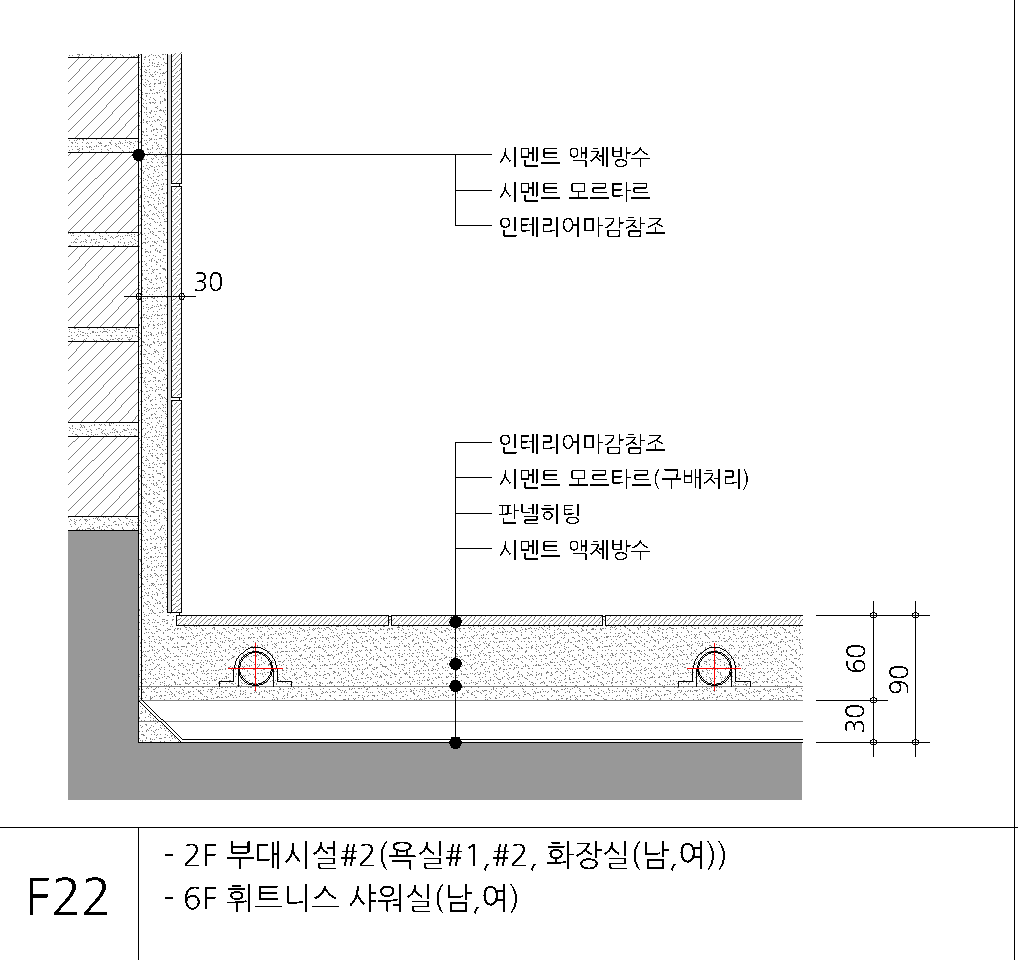 시멘트 액체방수
시멘트 모르타르
인테리어마감참조
30
인테리어마감참조
시멘트 모르타르(구배처리)
판넬히팅
시멘트 액체방수
60
90
30
- 2F 부대시설#2(욕실#1,#2, 화장실(남,여))
F22
- 6F 휘트니스 샤워실(남,여)